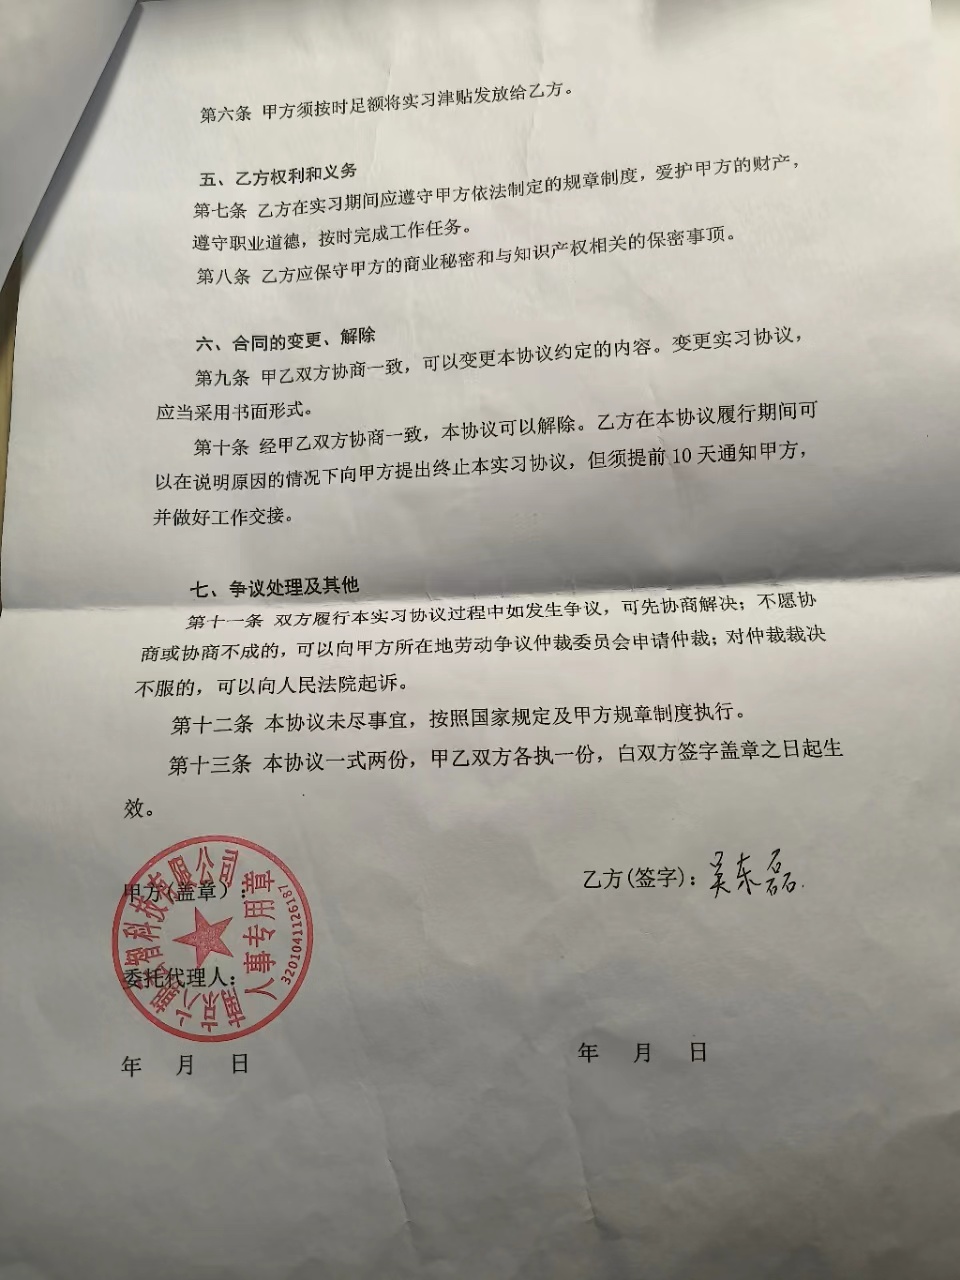 第六条 甲方须按时足额将实习津贴发放给乙方。
五、乙方权利和义务
第七条 乙方在实习期间应遵守甲方依法制定的规章制度，爱护甲方的财产，
遵守职业道德，按时完成工作任务。
第八条 乙方应保守甲方的商业秘密和与知识产权相关的保密事项。
六、合同的变更、解除
第九条 甲乙双方协商一致，可以变更本协议约定的内容。变更实习协议，
应当采用书面形式。
第十条 经甲乙双方协商一致，本协议可以解除。乙方在本协议履行期间可
以在说明原因的情况下向甲方提出终止本实习协议，但须提前 10 天通知甲方，
并做好工作交接。
七、争议处理及其他
第十一条 双方履行本实习协议过程中如发生争议，可先协商解决；不愿协
商或协商不成的，可以向甲方所在地劳动争议仲裁委员会申请仲裁；对仲裁裁决
不服的，可以向人民法院起诉。
第十二条 本协议未尽事宜，按照国家规定及甲方规章制度执行。
第十三条 本协议一式两份，甲乙双方各执一份，自双方签字盖章之日起生
效。
甲方（盖章）：
乙方(签字)：吴东磊
委托代理人：
南京 智科技有限公司
人事专用章
3201041126187
年 月 日
年 月 日